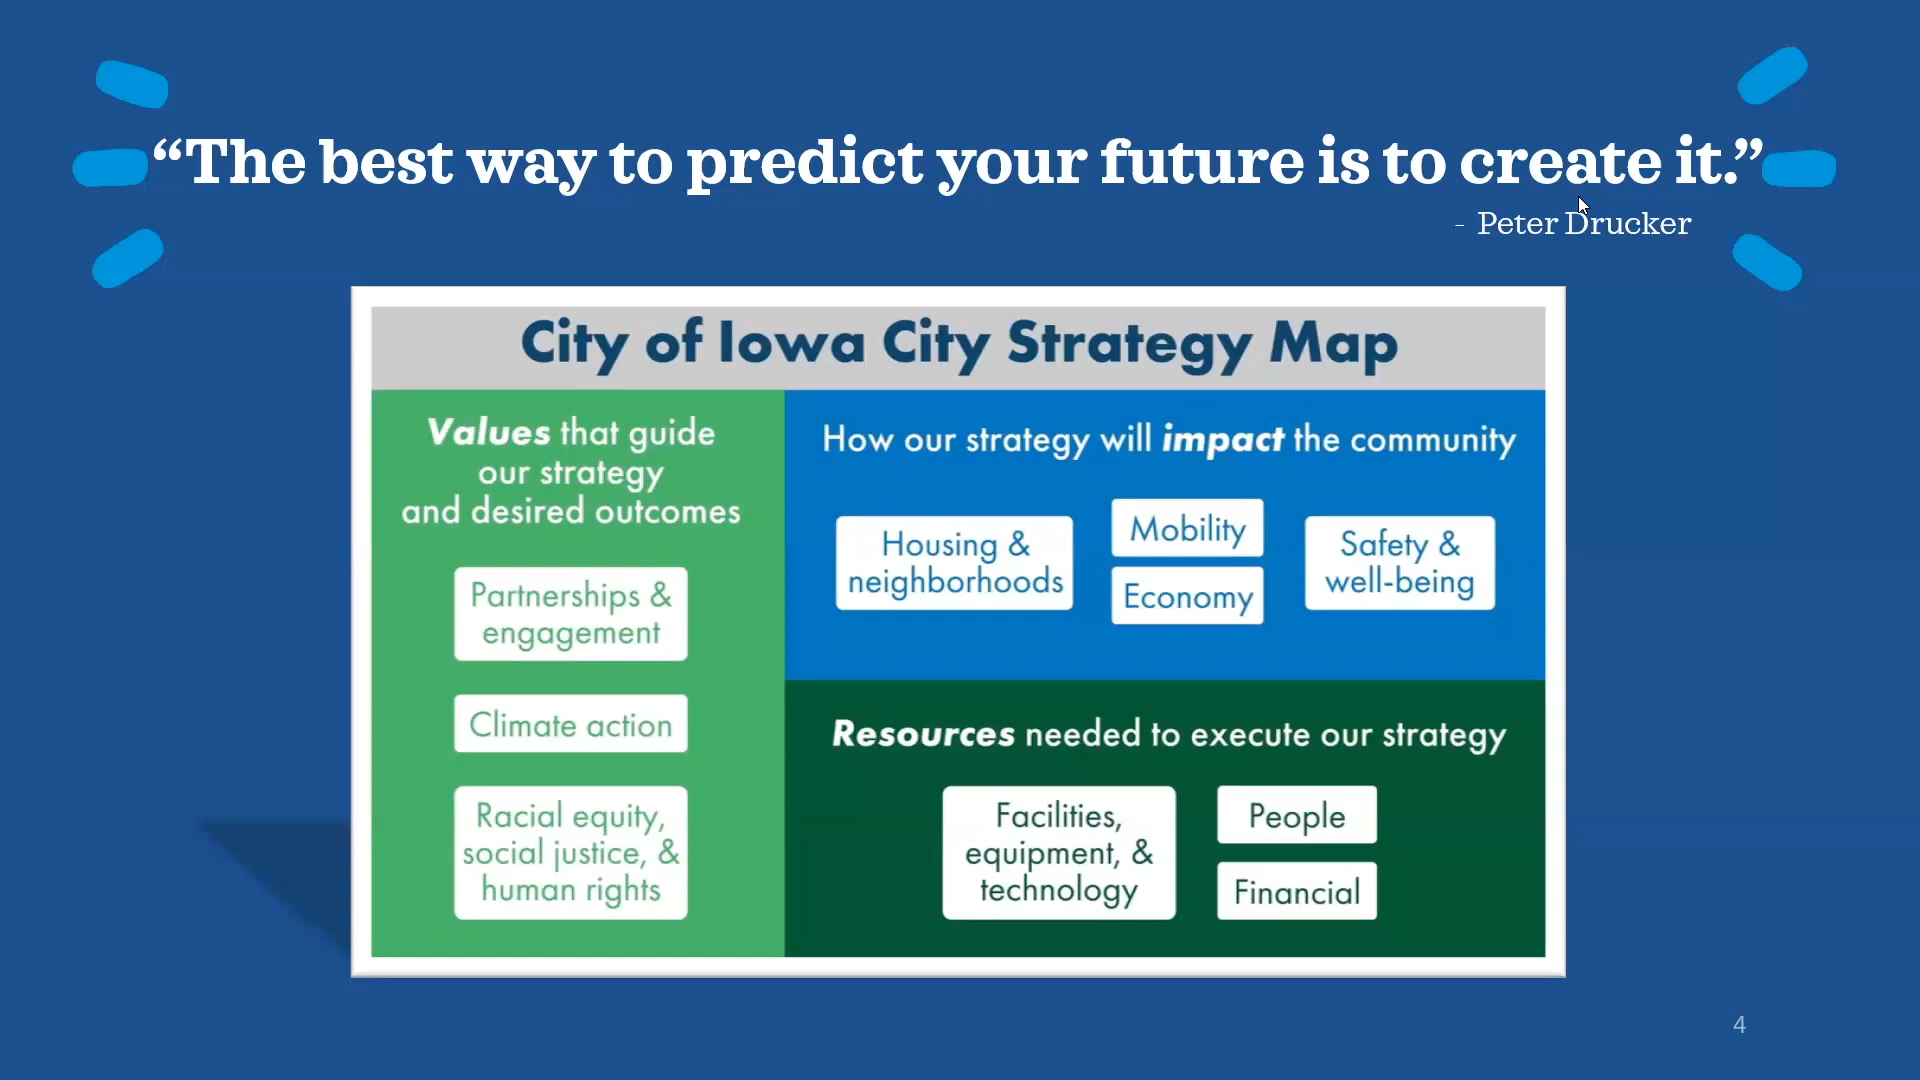 “The best way to predict your future is to create it.”
- Peter Drucker
City of Iowa City Strategy Map
Values that guide
our strategy
and desired outcomes
Partnerships &
engagement
Climate action
Racial equity,
social justice, &
human rights
How our strategy will impact the community
Housing &
neighborhoods
Mobility
Economy
Safety &
well-being
Resources needed to execute our strategy
Facilities,
equipment, &
technology
People
Financial
4